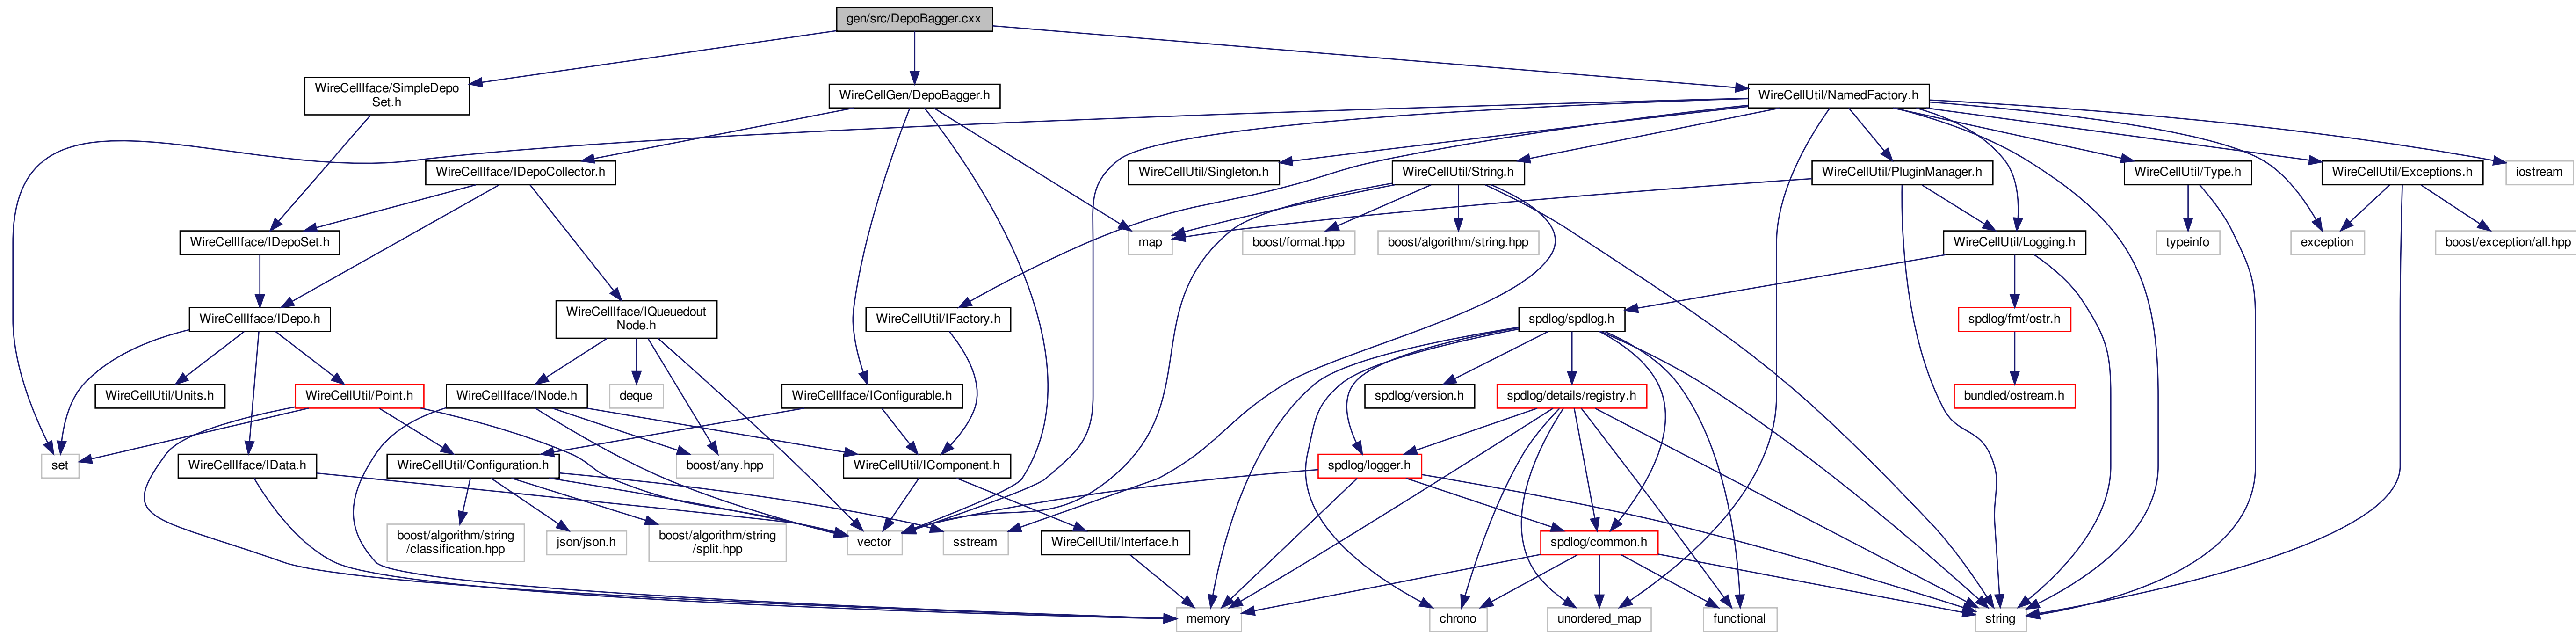 gen/src/DepoBagger.cxx
WireCellIface/SimpleDepo
Set.h
WireCellGen/DepoBagger.h
WireCellUtil/NamedFactory.h
WireCellIface/IDepoCollector.h
WireCellUtil/Singleton.h
WireCellUtil/String.h
WireCellUtil/PluginManager.h
WireCellUtil/Type.h
WireCellUtil/Exceptions.h
iostream
WireCellIface/IDepoSet.h
map
boost/format.hpp
boost/algorithm/string.hpp
WireCellUtil/Logging.h
typeinfo
exception
boost/exception/all.hpp
WireCellIface/IDepo.h
WireCellIface/IQueuedout
Node.h
WireCellUtil/IFactory.h
spdlog/spdlog.h
spdlog/fmt/ostr.h
WireCellUtil/Units.h
WireCellUtil/Point.h
WireCellIface/INode.h
deque
WireCellIface/IConfigurable.h
spdlog/version.h
spdlog/details/registry.h
bundled/ostream.h
set
WireCellIface/IData.h
WireCellUtil/Configuration.h
boost/any.hpp
WireCellUtil/IComponent.h
spdlog/logger.h
boost/algorithm/string
/classification.hpp
json/json.h
boost/algorithm/string
/split.hpp
vector
sstream
WireCellUtil/Interface.h
spdlog/common.h
memory
chrono
unordered_map
functional
string